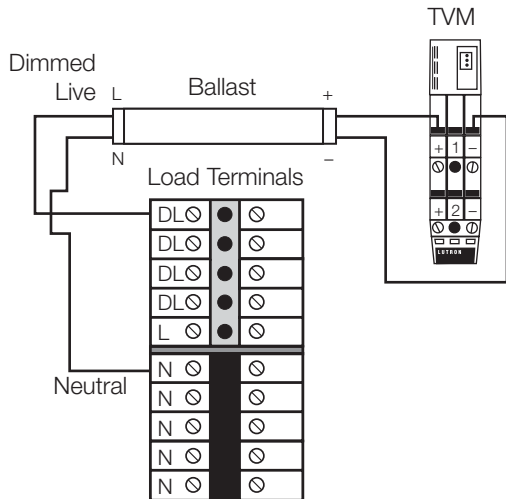 TVM
Dimmed
Live
L
Ballast
+
N
–
+ 1 –
+ 2 –
LUTRON
Load Terminals
DL
DL
DL
DL
L
N
N
N
N
N
Neutral